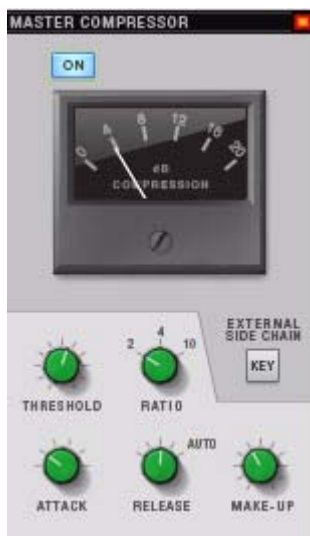 MASTER COMPRESSOR
ON
0 4 8 12 16 20
dB
COMPRESSION
EXTERNAL
SIDE CHAIN
KEY
2 4 10
THRESHOLD RATIO
AUTO
ATTACK RELEASE MAKE-UP